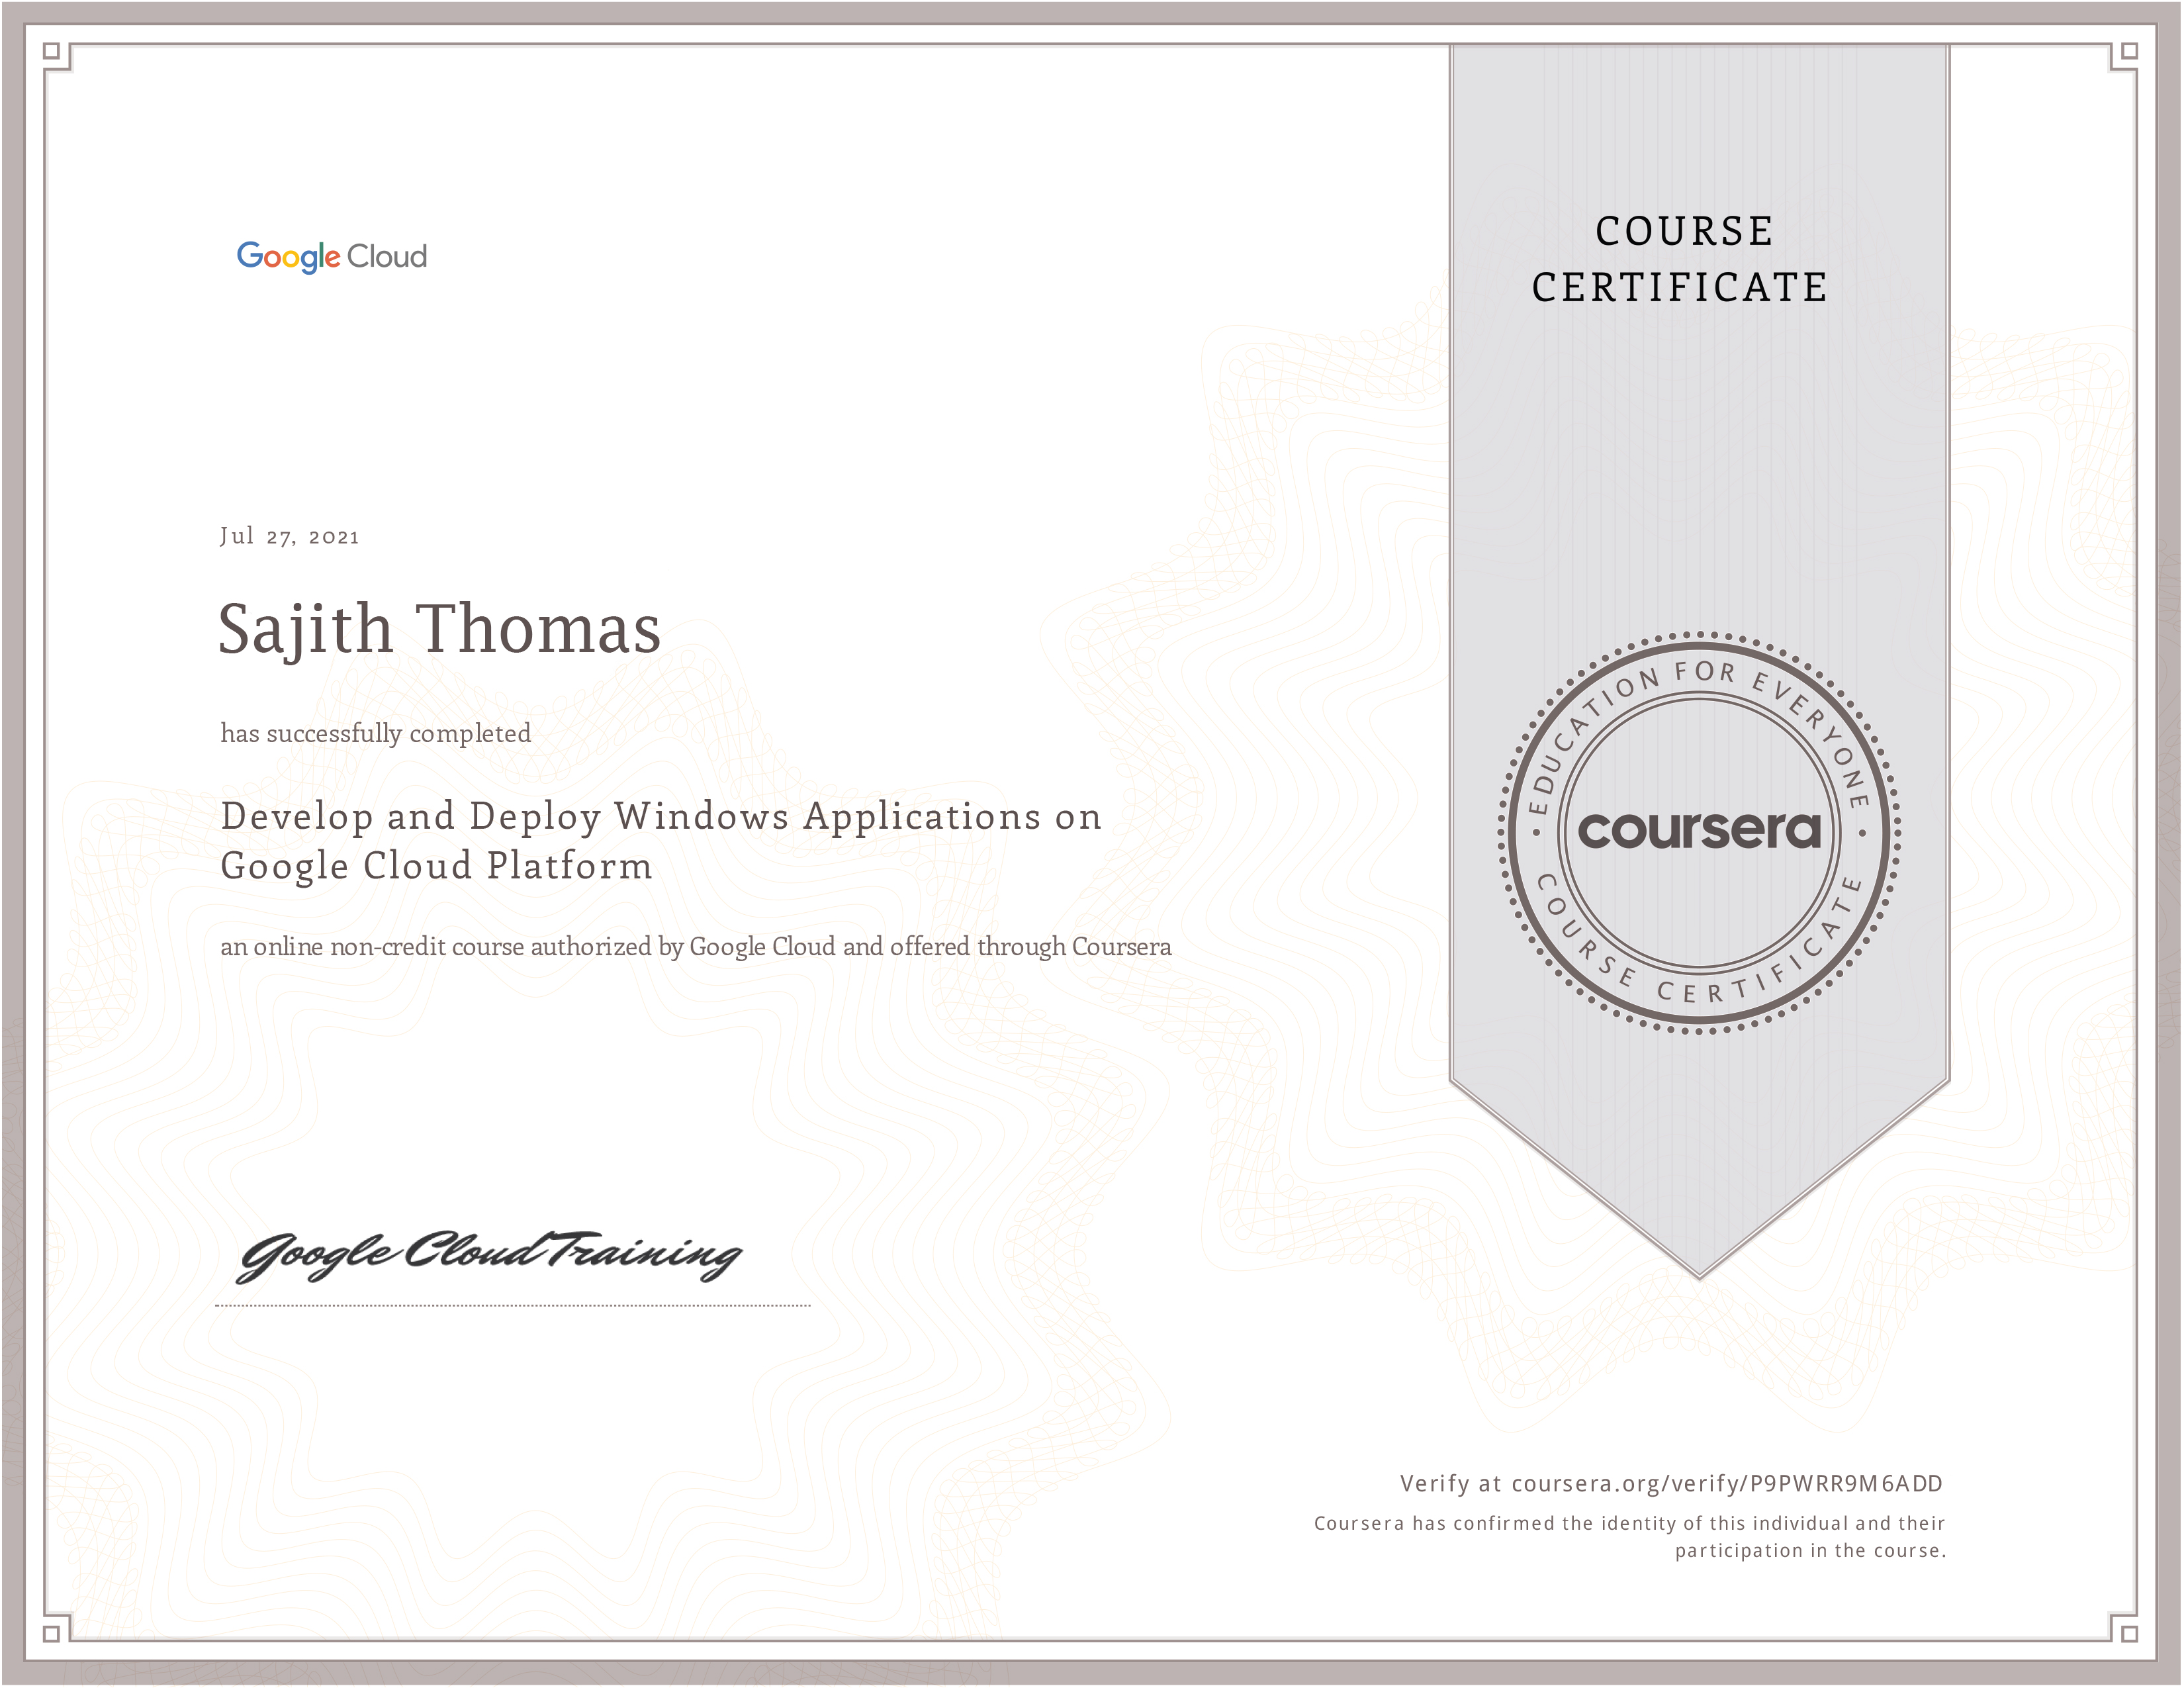 Google Cloud
COURSE
CERTIFICATE
Jul 27, 2021
Sajith Thomas
has successfully completed
Develop and Deploy Windows Applications on
Google Cloud Platform
an online non-credit course authorized by Google Cloud and offered through Coursera
EDUCATION FOR EVERYONE
coursera
COURSE CERTIFICATE
Google Cloud Training
Verify at coursera.org/verify/P9PWRR9M6ADD
Coursera has confirmed the identity of this individual and their
participation in the course.